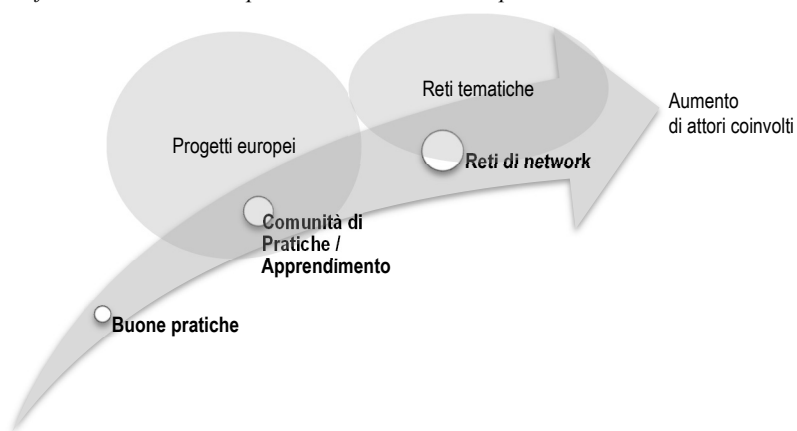 Reti tematiche
Aumento
di attori coinvolti
Progetti europei
Reti di network
Comunità di
Pratiche /
Apprendimento
Buone pratiche